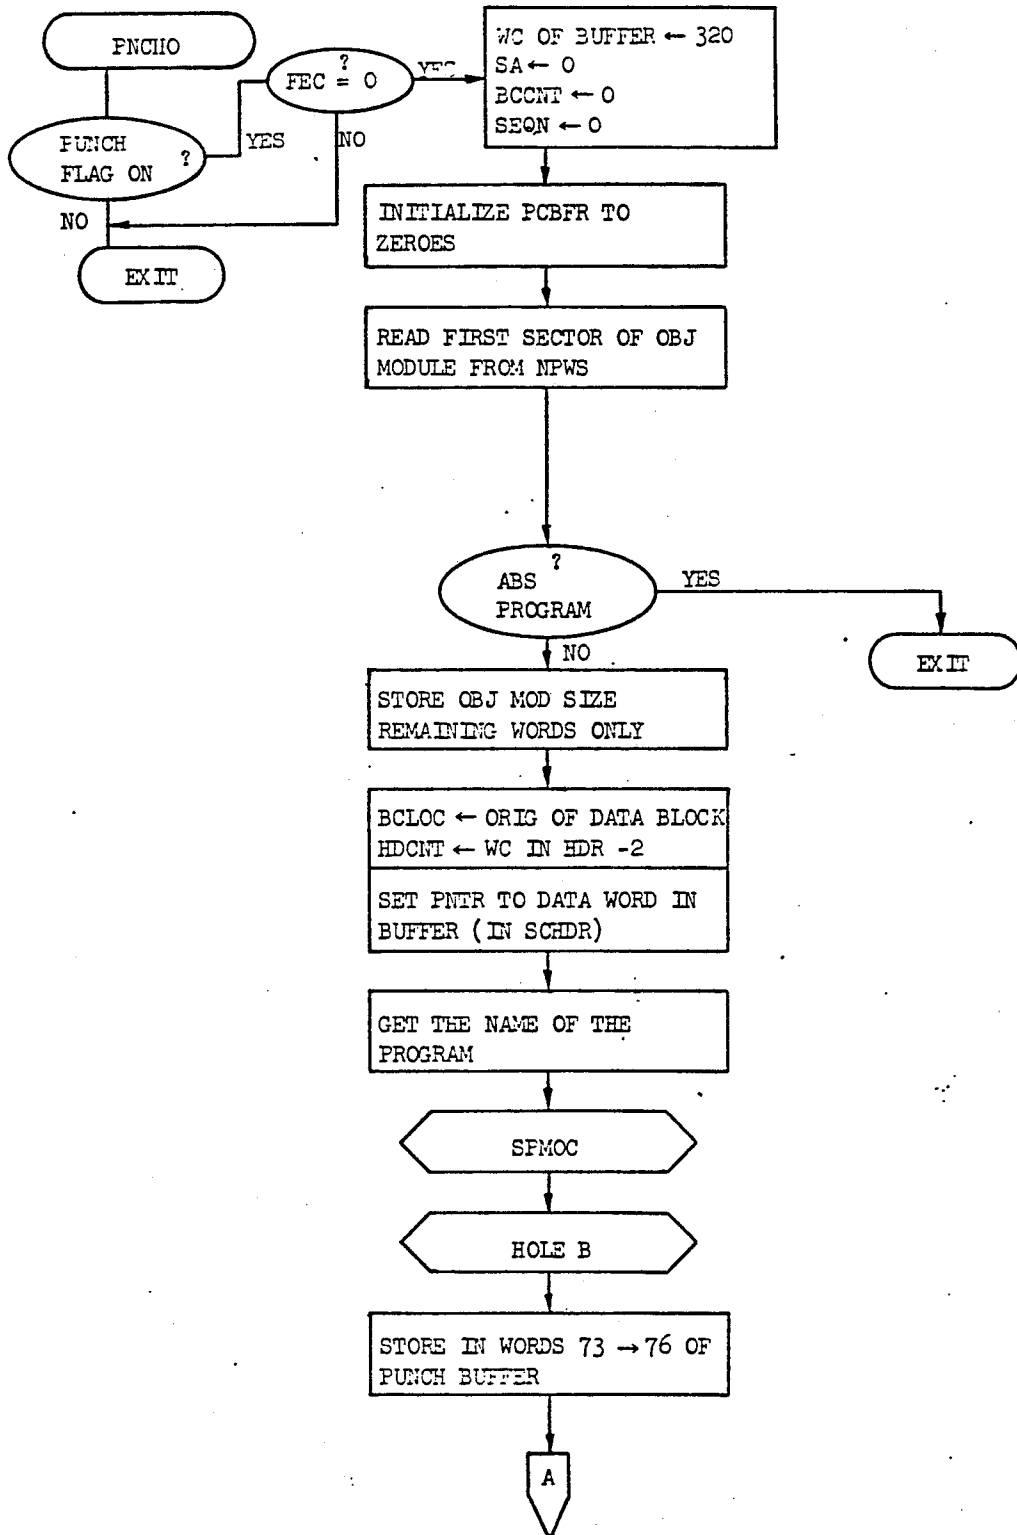 PNCHO
?
FEC = 0
YES
WC OF BUFFER ← 320
SA ← 0
BCCNT ← 0
SEQN ← 0
PUNCH
FLAG ON ?
YES
NO
NO
EXIT
INITIALIZE PCBFR TO
ZEROES
READ FIRST SECTOR OF OBJ
MODULE FROM NPWS
?
ABS
PROGRAM
YES
EXIT
NO
STORE OBJ MOD SIZE
REMAINING WORDS ONLY
BCLOC ← ORIG OF DATA BLOCK
HDCNT ← WC IN HDR -2
SET PNTR TO DATA WORD IN
BUFFER (IN SCHDR)
GET THE NAME OF THE
PROGRAM
SPMOC
HOLE B
STORE IN WORDS 73 → 76 OF
PUNCH BUFFER
A